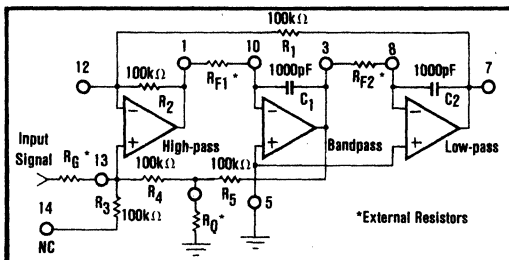 100kΩ
R1
12
1
10
3
8
7
100kΩ
R2
RF1*
1000pF
C1
RF2*
1000pF
C2
Input
Signal
RG*
13
High-pass
Bandpass
Low-pass
100kΩ
R4
100kΩ
R5
5
R3
100kΩ
14
NC
RQ*
*External Resistors